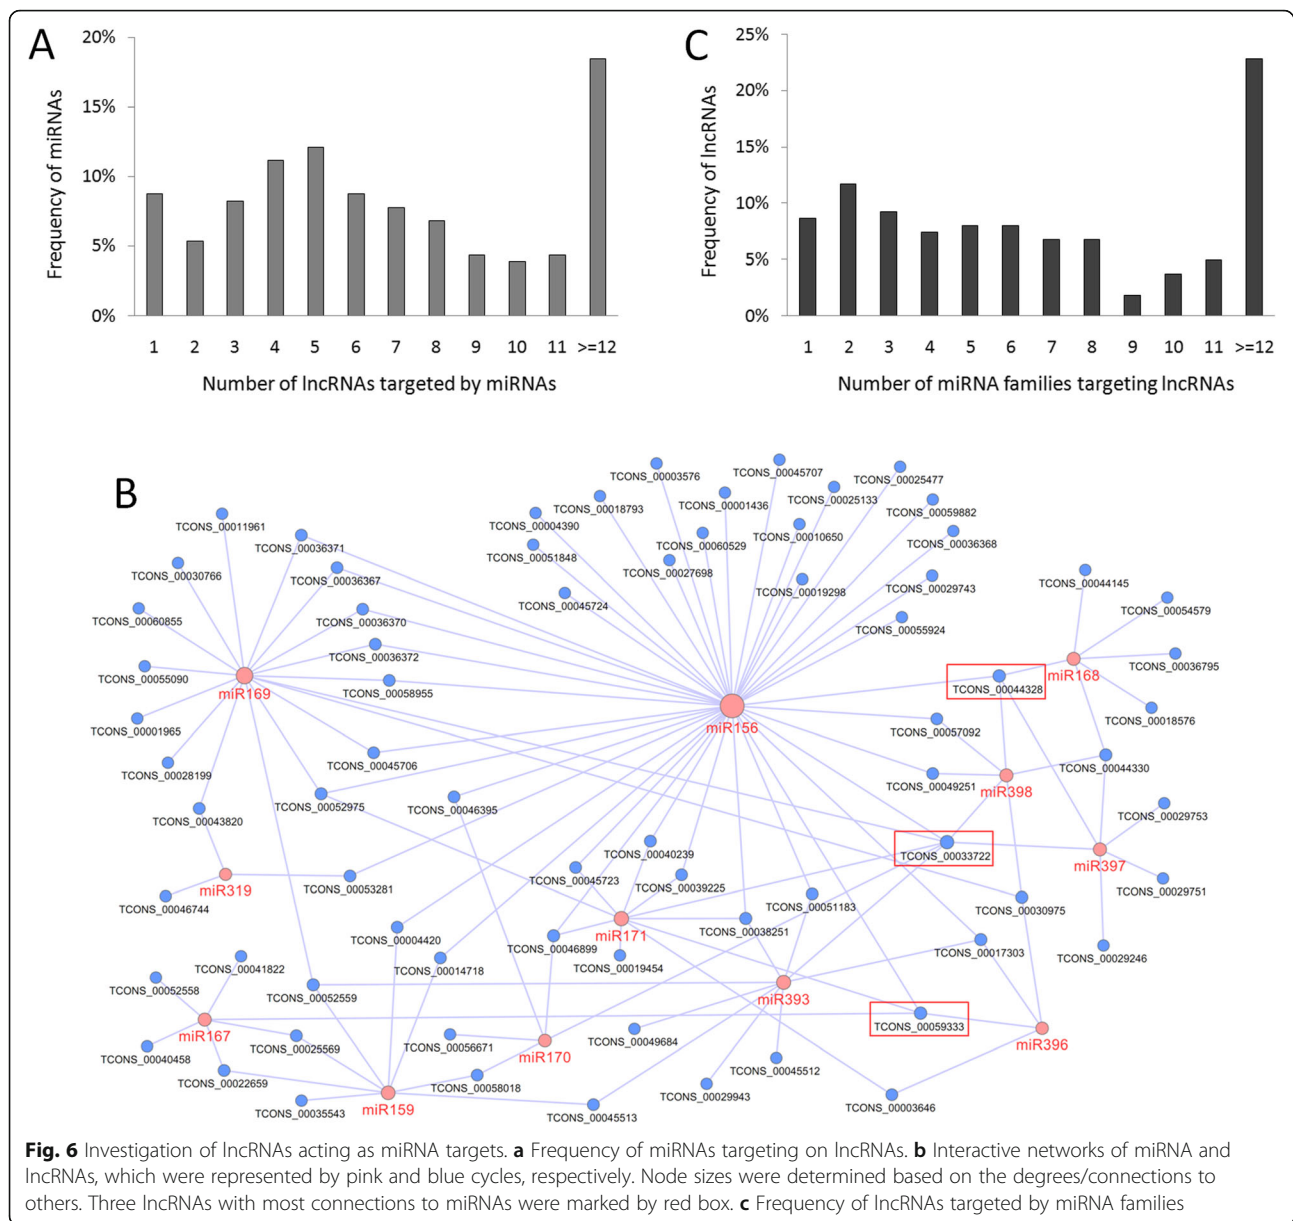 A
20%
15%
10%
5%
0%
Frequency of miRNAs
1 2 3 4 5 6 7 8 9 10 11 >=12
Number of lncRNAs targeted by miRNAs
C
25%
20%
15%
10%
5%
0%
Frequency of lncRNAs
1 2 3 4 5 6 7 8 9 10 11 >=12
Number of miRNA families targeting lncRNAs
B
TCONS_00045707
TCONS_00003576
TCONS_00025477
TCONS_00025133
TCONS_00018793
TCONS_00001436
TCONS_00059882
TCONS_00011961
TCONS_00004390
TCONS_00010650
TCONS_00036371
TCONS_00060529
TCONS_00036368
TCONS_00051848
TCONS_00030766
TCONS_00027698
TCONS_00036367
TCONS_00044145
TCONS_00019298
TCONS_00029743
TCONS_00045724
TCONS_00054579
TCONS_00060855
TCONS_00036370
TCONS_00055924
TCONS_00036372
TCONS_00036795
miR168
TCONS_00055090
miR169
TCONS_00058955
TCONS_00044328
TCONS_00018576
miR156
TCONS_00001965
TCONS_00057092
TCONS_00045706
TCONS_00044330
TCONS_00028199
TCONS_00049251
miR398
TCONS_00052975
TCONS_00046395
TCONS_00043820
TCONS_00029753
TCONS_00040239
TCONS_00033722
miR397
TCONS_00045723
TCONS_00039225
miR319
TCONS_00053281
TCONS_00029751
TCONS_00051183
TCONS_00046744
TCONS_00030975
TCONS_00038251
miR171
TCONS_00004420
TCONS_00046899
TCONS_00017303
TCONS_00029246
TCONS_00019454
TCONS_00041822
TCONS_00014718
TCONS_00052558
TCONS_00052559
miR393
TCONS_00059333
miR167
TCONS_00049684
miR396
TCONS_00025569
TCONS_00056671
miR170
TCONS_00040458
TCONS_00045512
TCONS_00022659
TCONS_00058018
TCONS_00029943
miR159
TCONS_00003646
TCONS_00035543
TCONS_00045513
Fig. 6 Investigation of lncRNAs acting as miRNA targets. a Frequency of miRNAs targeting on lncRNAs. b Interactive networks of miRNA and
lncRNAs, which were represented by pink and blue cycles, respectively. Node sizes were determined based on the degrees/connections to
others. Three lncRNAs with most connections to miRNAs were marked by red box. c Frequency of lncRNAs targeted by miRNA families